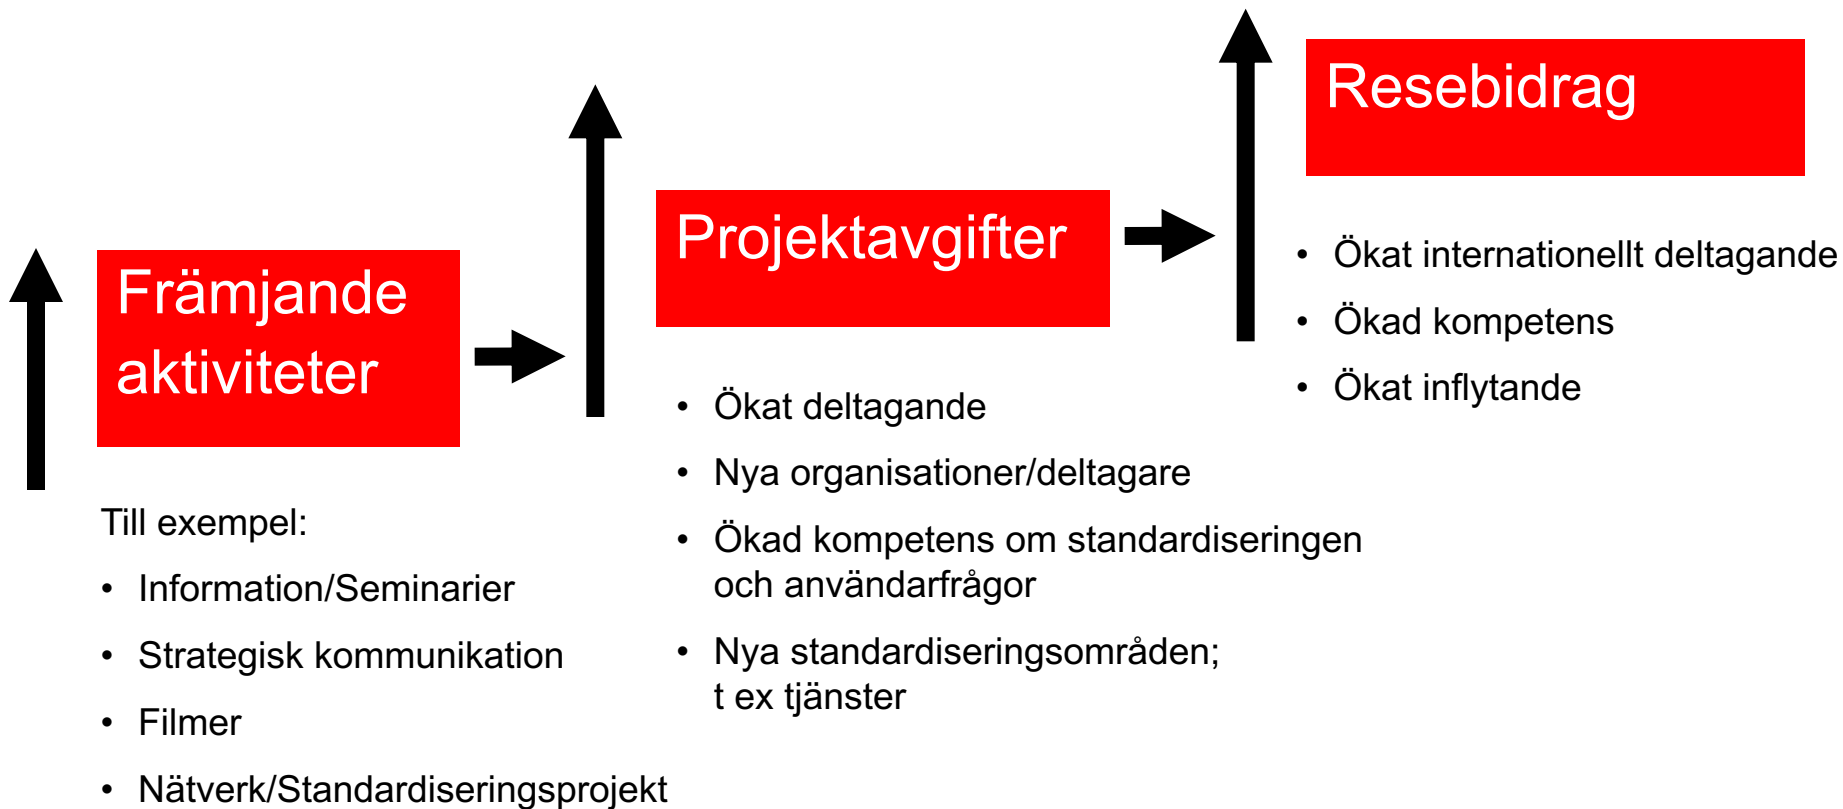 Främjande
aktiviteter
Till exempel:
• Information/Seminarier
• Strategisk kommunikation
• Filmer
• Nätverk/Standardiseringsprojekt
Projektavgifter
• Ökat deltagande
• Nya organisationer/deltagare
• Ökad kompetens om standardiseringen
och användarfrågor
• Nya standardiseringsområden;
t ex tjänster
Resebidrag
• Ökat internationellt deltagande
• Ökad kompetens
• Ökat inflytande